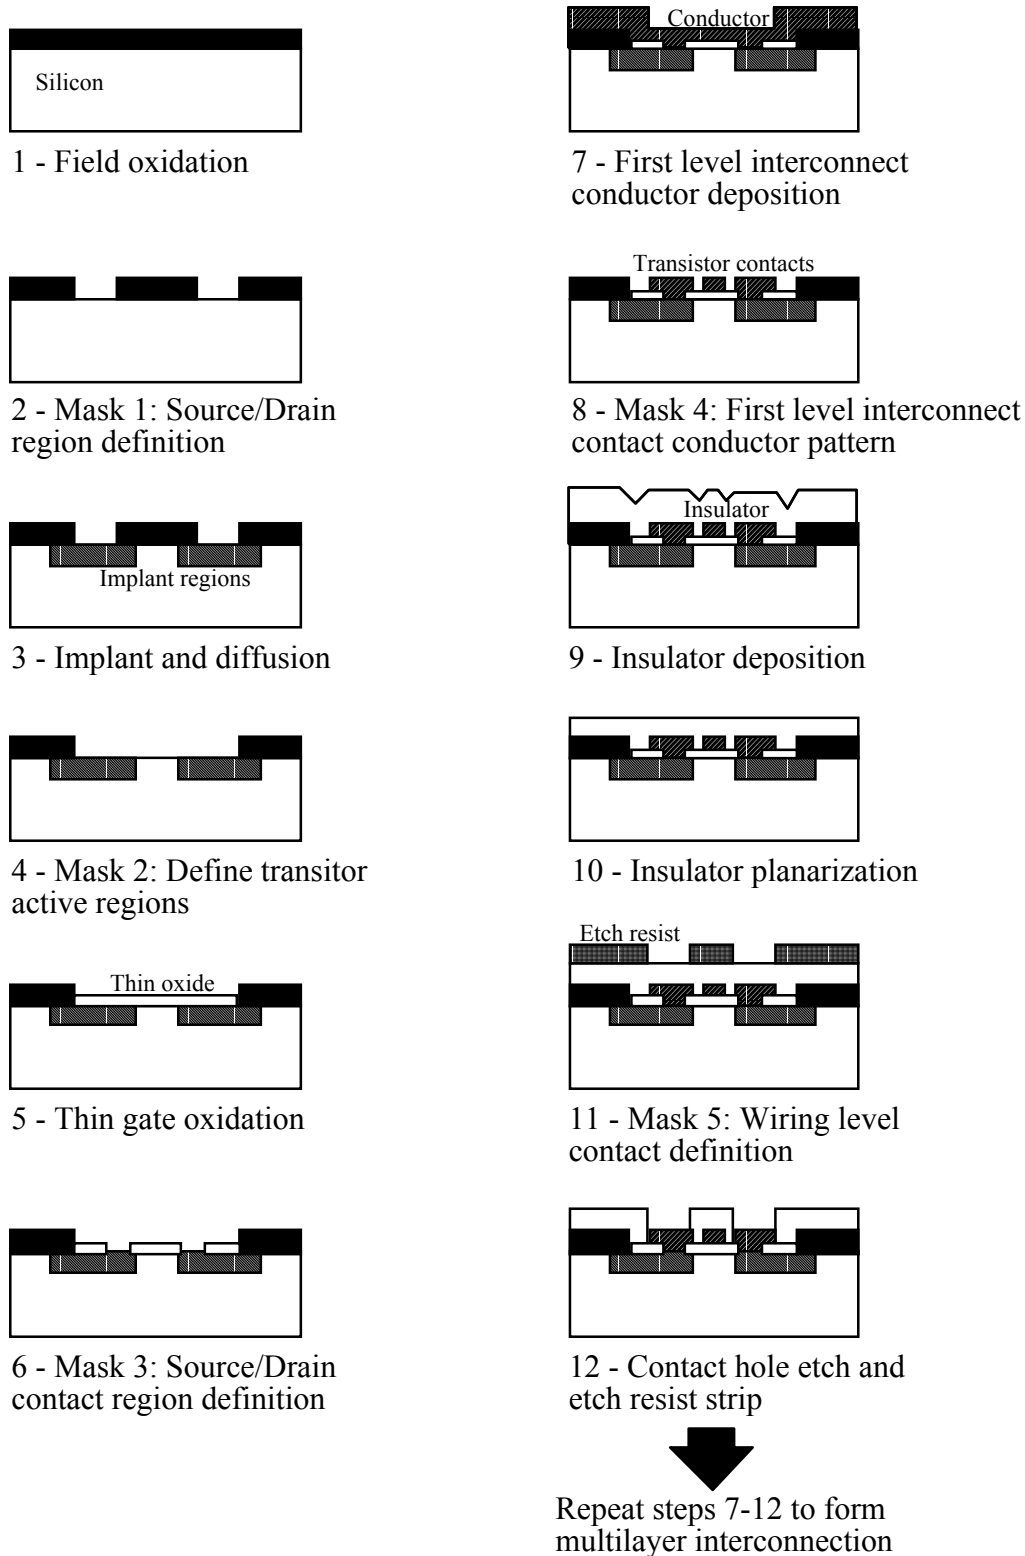 Silicon
1 - Field oxidation
2 - Mask 1: Source/Drain
region definition
Implant regions
3 - Implant and diffusion
4 - Mask 2: Define transitor
active regions
Thin oxide
5 - Thin gate oxidation
6 - Mask 3: Source/Drain
contact region definition
Conductor
7 - First level interconnect
conductor deposition
Transistor contacts
8 - Mask 4: First level interconnect
contact conductor pattern
Insulator
9 - Insulator deposition
10 - Insulator planarization
Etch resist
11 - Mask 5: Wiring level
contact definition
12 - Contact hole etch and
etch resist strip
Repeat steps 7-12 to form
multilayer interconnection